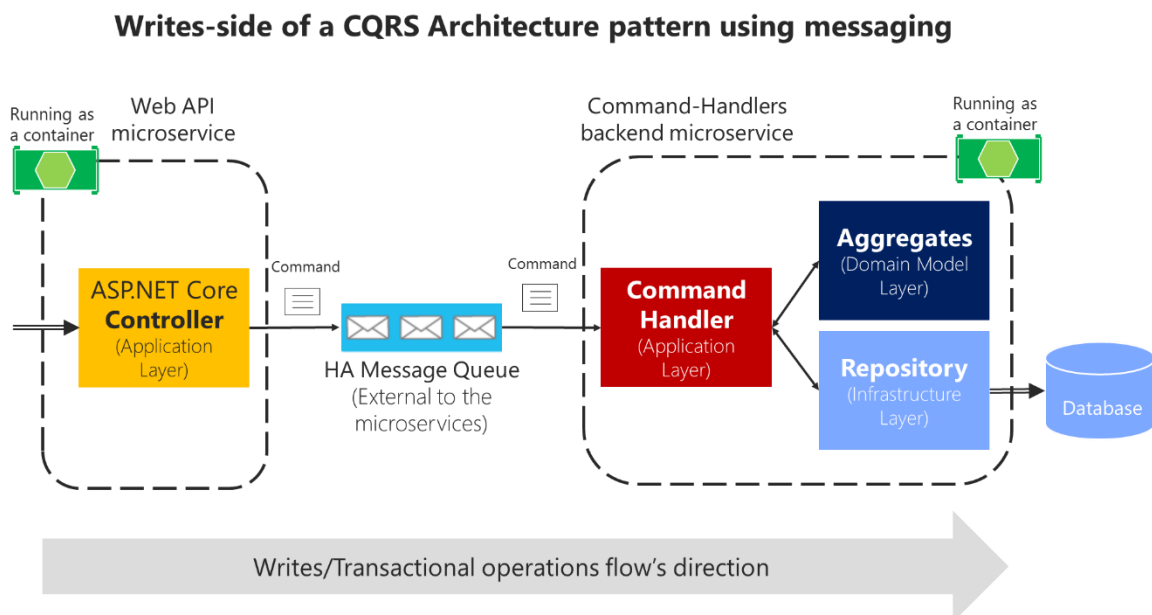 Writes-side of a CQRS Architecture pattern using messaging
Running as
a container
Web API
microservice
Command-Handlers
backend microservice
Running as
a container
ASP.NET Core
Controller
(Application
Layer)
Command
HA Message Queue
(External to the
microservices)
Command
Command
Handler
(Application
Layer)
Aggregates
(Domain Model
Layer)
Repository
(Infrastructure
Layer)
Database
Writes/Transactional operations flow's direction